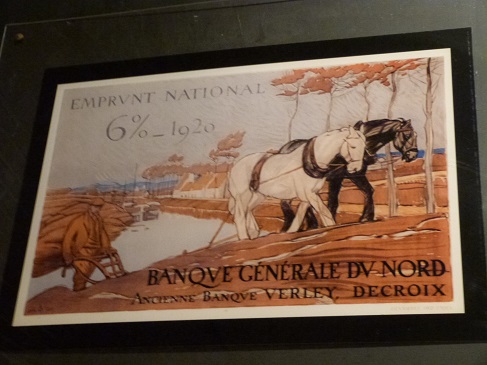 EMPRVNT NATIONAL
6% – 1920
BANQVE GÉNÉRALE DV NORD
ANCIENNE BANQVE VERLEY, DECROIX